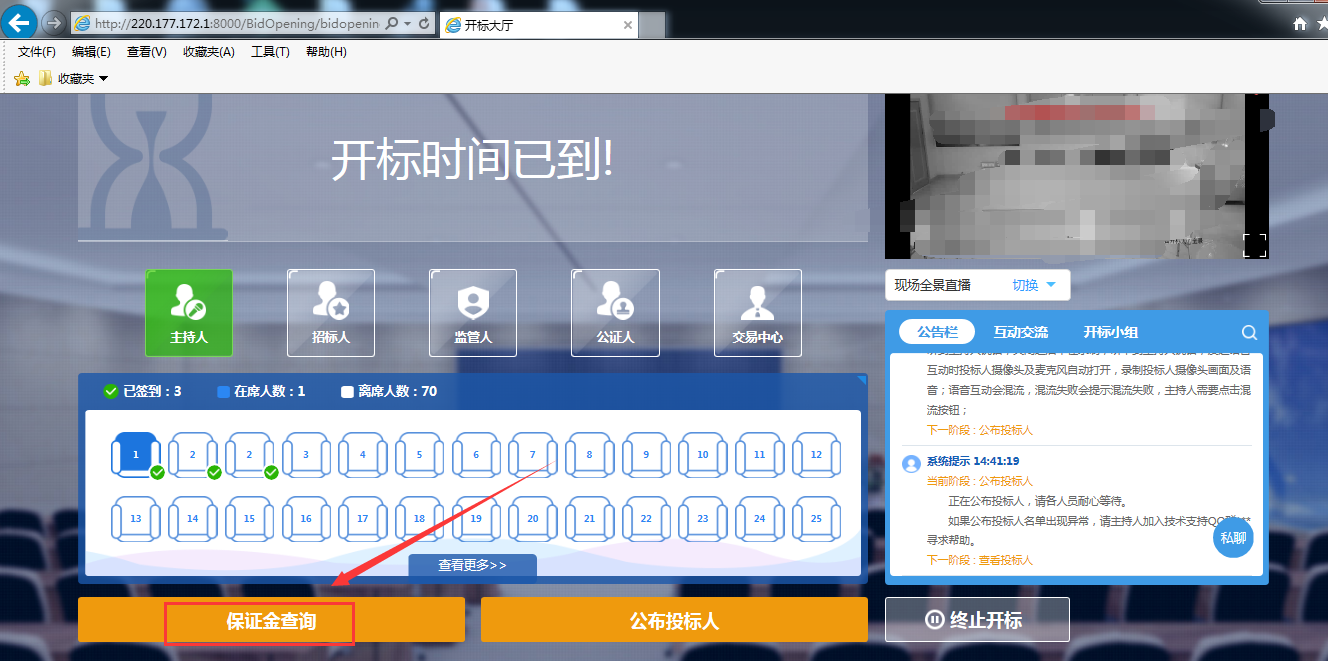 http://220.177.172.1:8000/BidOpening/bidopenin
开标大厅
文件(F) 编辑(E) 查看(V) 收藏夹(A) 工具(T) 帮助(H)
收藏夹
开标时间已到!
主持人 招标人 监管人 公证人 交易中心
已签到 : 3 在席人数 : 1 离席人数 : 70
1 2 2 3 4 5 6 7 8 9 10 11 12
13 14 15 16 17 18 19 20 21 22 23 24 25
查看更多>>
保证金查询 公布投标人
现场全景直播 切换
公告栏 互动交流 开标小组
互动时投标人摄像头及麦克风自动打开，录制投标人摄像头画面及语
音；语音互动会混流，混流失败会提示混流失败，主持人需要点击混
流按钮；
下一阶段 : 公布投标人
系统提示 14:41:19
当前阶段 : 公布投标人
正在公布投标人，请各人员耐心等待。
如果公布投标人名单出现异常，请主持人加入技术支持QQ
寻求帮助。
下一阶段 : 查看投标人
私聊
终止开标